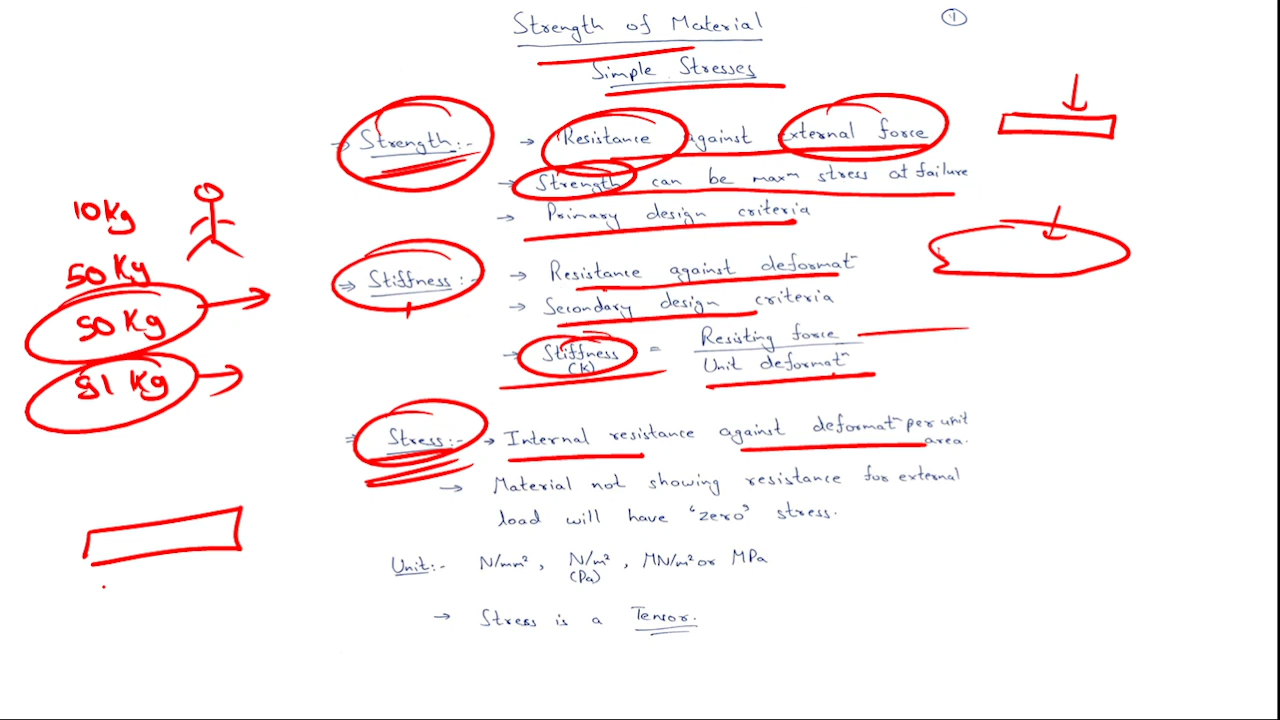 Strength of Material
1
Simple Stresses
→ Strength:- → Resistance against external force
→ Strength can be maxm stress at failure
→ Primary design criteria
10 Kg
50 Kg
50 Kg
51 Kg
→ Stiffness:- → Resistance against deformatn
→ Secondary design criteria
→ Stiffness (K) = Resisting force
Unit deformatn
⇒ Stress:- → Internal resistance against deformatn per unit
area.
→ Material not showing resistance for external
load will have 'zero' stress.
Unit:- N/mm², N/m², MN/m² or MPa
(Pa)
→ Stress is a Tensor.